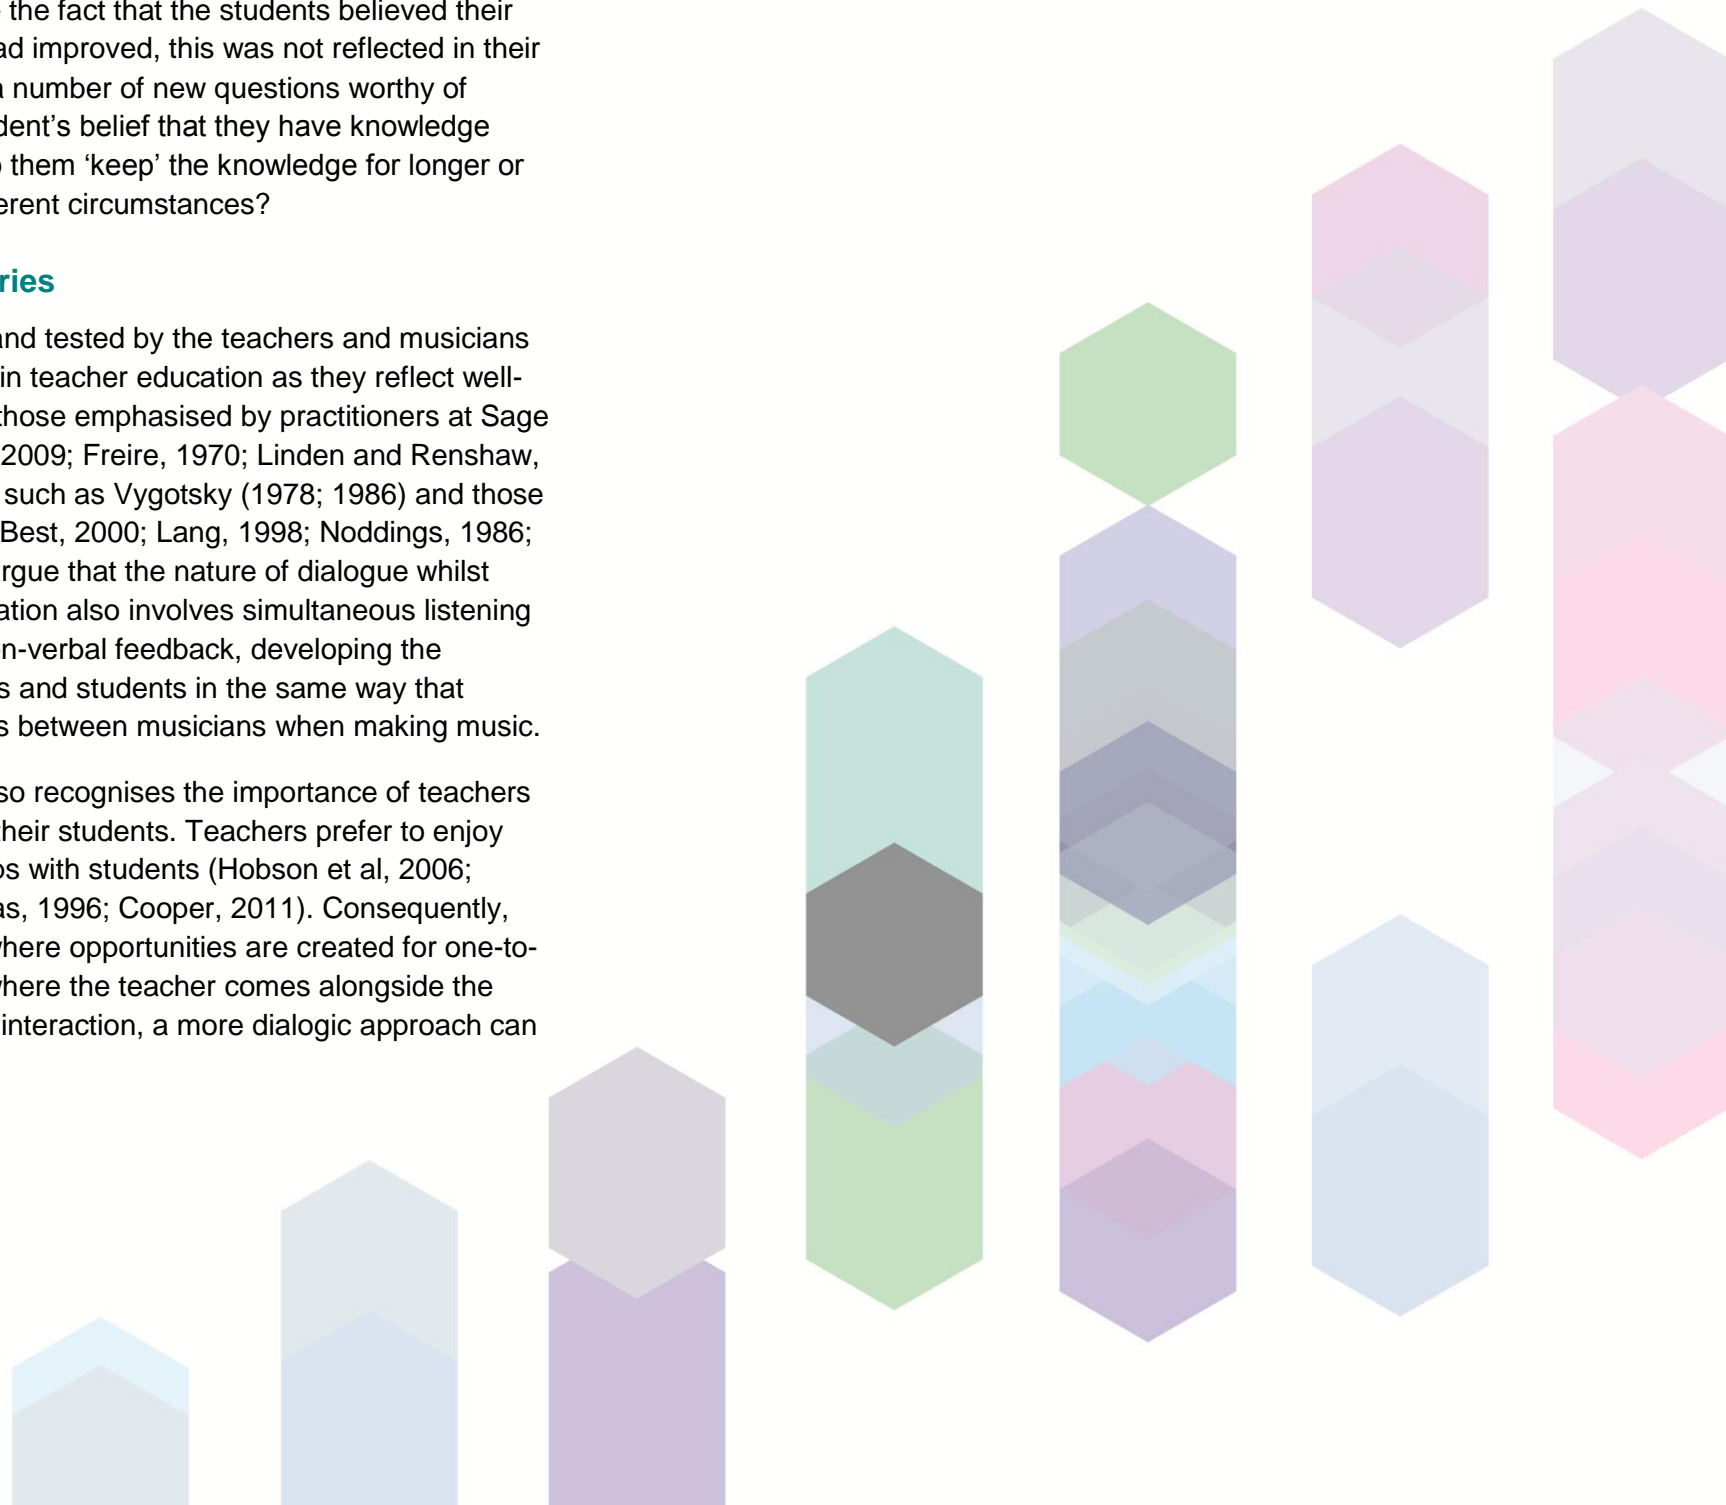 the fact that the students believed their
ad improved, this was not reflected in their
a number of new questions worthy of
dent’s belief that they have knowledge
them ‘keep’ the knowledge for longer or
erent circumstances?
ries
and tested by the teachers and musicians
in teacher education as they reflect well-
those emphasised by practitioners at Sage
2009; Freire, 1970; Linden and Renshaw,
such as Vygotsky (1978; 1986) and those
Best, 2000; Lang, 1998; Noddings, 1986;
rgue that the nature of dialogue whilst
ation also involves simultaneous listening
n-verbal feedback, developing the
s and students in the same way that
s between musicians when making music.
so recognises the importance of teachers
their students. Teachers prefer to enjoy
os with students (Hobson et al, 2006;
as, 1996; Cooper, 2011). Consequently,
where opportunities are created for one-to-
where the teacher comes alongside the
interaction, a more dialogic approach can